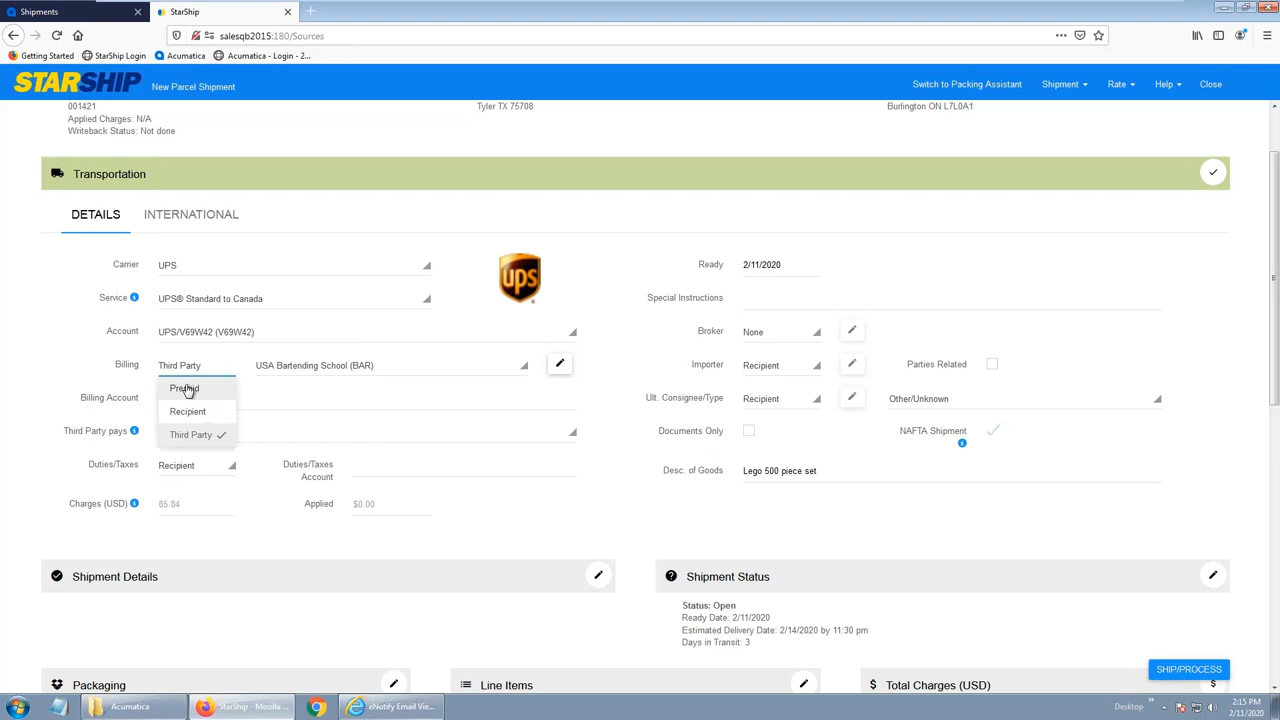 Shipments
StarShip
salesqb2015:180/Sources
Getting Started
StarShip Login
Acumatica
Acumatica - Login - 2...
STARSHIP
New Parcel Shipment
Switch to Packing Assistant
Shipment
Rate
Help
Close
001421
Tyler TX 75708
Burlington ON L7L0A1
Applied Charges: N/A
Writeback Status: Not done
Transportation
DETAILS
INTERNATIONAL
Carrier
UPS
ups
Ready
2/11/2020
Service
UPS® Standard to Canada
Special Instructions
Account
UPS/V69W42 (V69W42)
Broker
None
Billing
Third Party
USA Bartending School (BAR)
Importer
Recipient
Parties Related
Prepaid
Billing Account
Recipient
Ult. Consignee/Type
Recipient
Other/Unknown
Third Party pays
Third Party
Documents Only
NAFTA Shipment
Duties/Taxes
Recipient
Duties/Taxes
Account
Desc. of Goods
Lego 500 piece set
Charges (USD)
85.84
Applied
$0.00
Shipment Details
Shipment Status
Status: Open
Ready Date: 2/11/2020
Estimated Delivery Date: 2/14/2020 by 11:30 pm
Days in Transit: 3
SHIP/PROCESS
Packaging
Line Items
$ Total Charges (USD)
$
Acumatica
StarShip - Mozilla ...
eNotify Email Vie...
Desktop
2:15 PM
2/11/2020